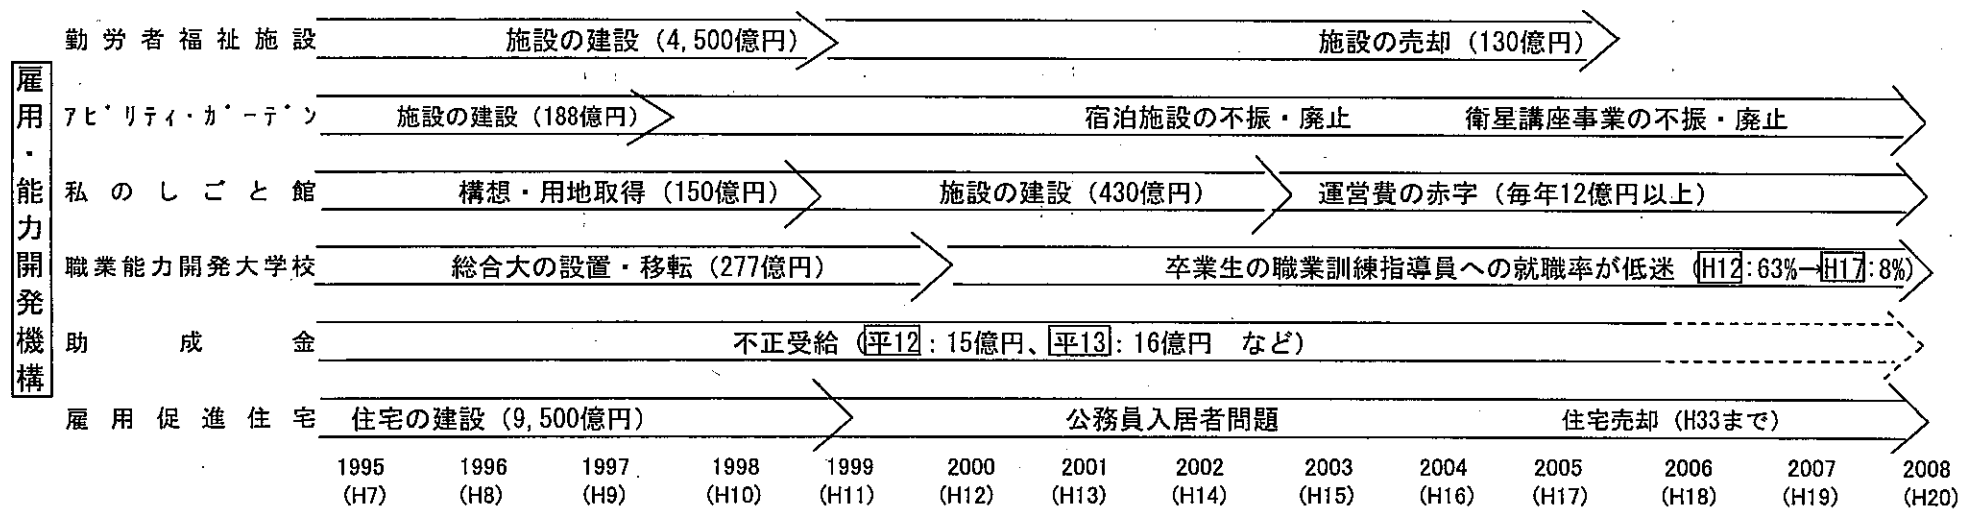 雇用・能力開発機構
勤労者福祉施設 施設の建設（4,500億円） 施設の売却（130億円）
アビリティ・ガーデン 施設の建設（188億円） 宿泊施設の不振・廃止 衛星講座事業の不振・廃止
私のしごと館 構想・用地取得（150億円） 施設の建設（430億円） 運営費の赤字（毎年12億円以上）
職業能力開発大学校 総合大の設置・移転（277億円） 卒業生の職業訓練指導員への就職率が低迷（H12:63%→H17:8%）
助成金 不正受給（平12：15億円、平13：16億円　など）
雇用促進住宅 住宅の建設（9,500億円） 公務員入居者問題 住宅売却（H33まで）
1995 1996 1997 1998 1999 2000 2001 2002 2003 2004 2005 2006 2007 2008
(H7) (H8) (H9) (H10) (H11) (H12) (H13) (H14) (H15) (H16) (H17) (H18) (H19) (H20)